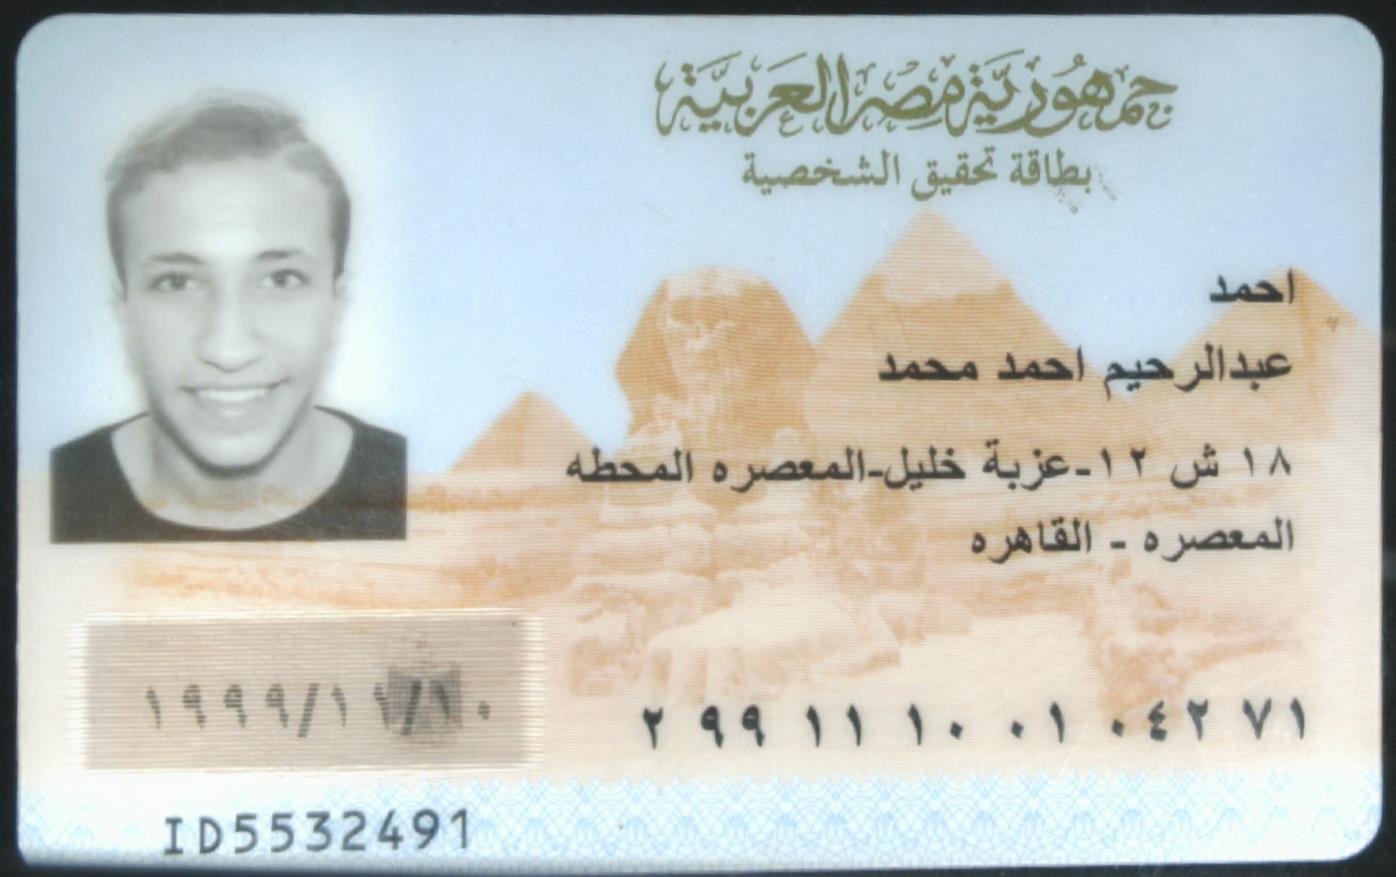 جمهورية مصر العربية
بطاقة تحقيق الشخصية
احمد
عبدالرحيم احمد محمد
١٨ ش ١٢-عزبة خليل-المعصره المحطه
المعصره - القاهره
٢ ٩٩ ١١ ١٠ ٠١ ٠٤٢ ٧١
١٩٩٩/١١/١٠
ID5532491